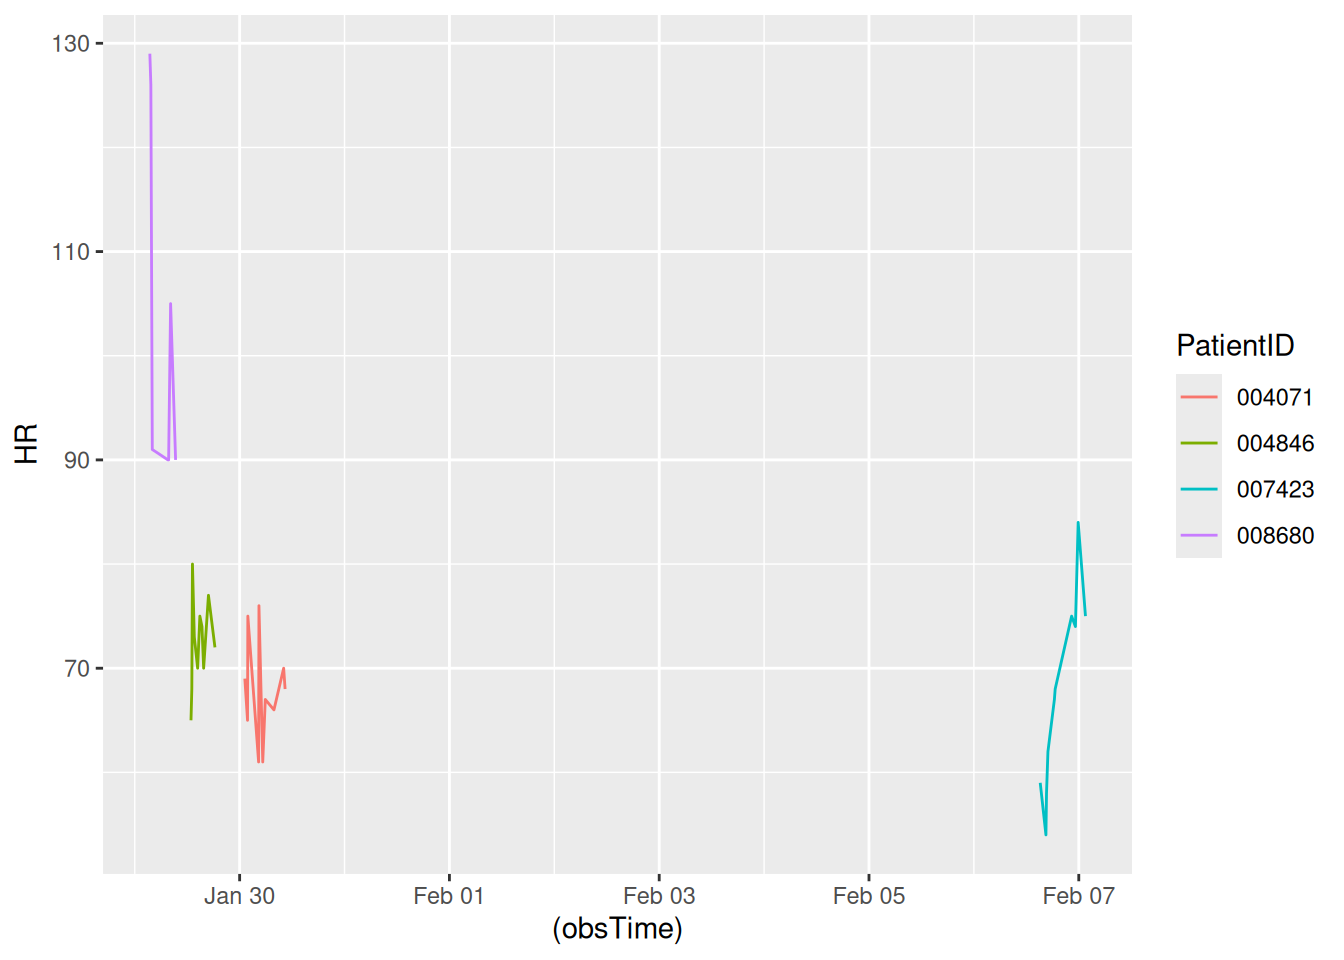 130
110
90
70
HR
Jan 30
Feb 01
Feb 03
Feb 05
Feb 07
(obsTime)
PatientID
004071
004846
007423
008680